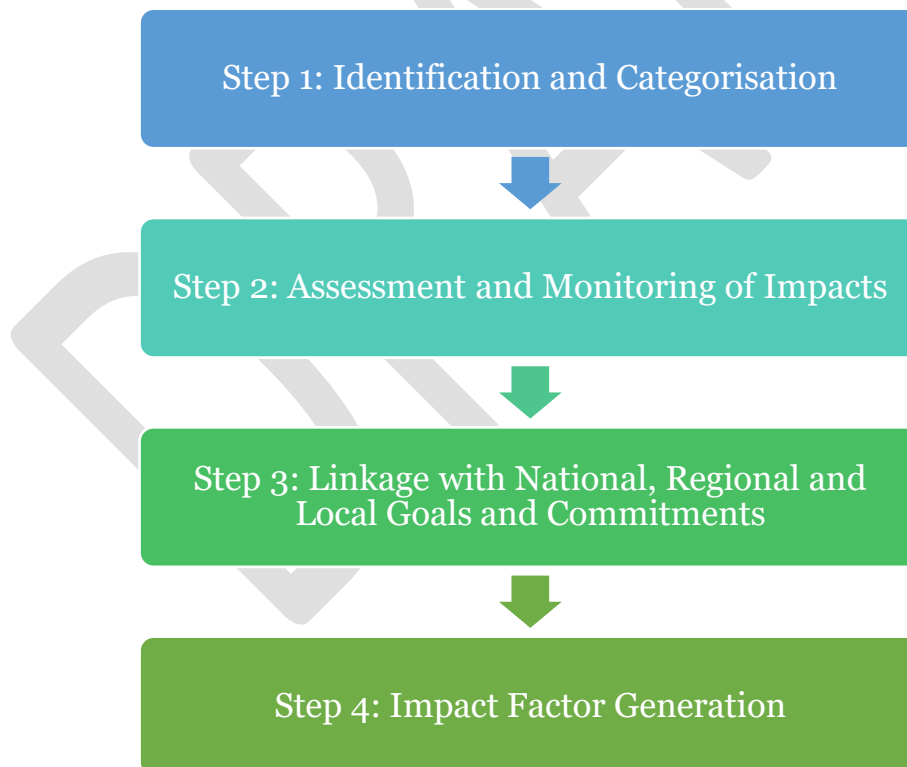 Step 1: Identification and Categorisation
Step 2: Assessment and Monitoring of Impacts
Step 3: Linkage with National, Regional and
Local Goals and Commitments
Step 4: Impact Factor Generation